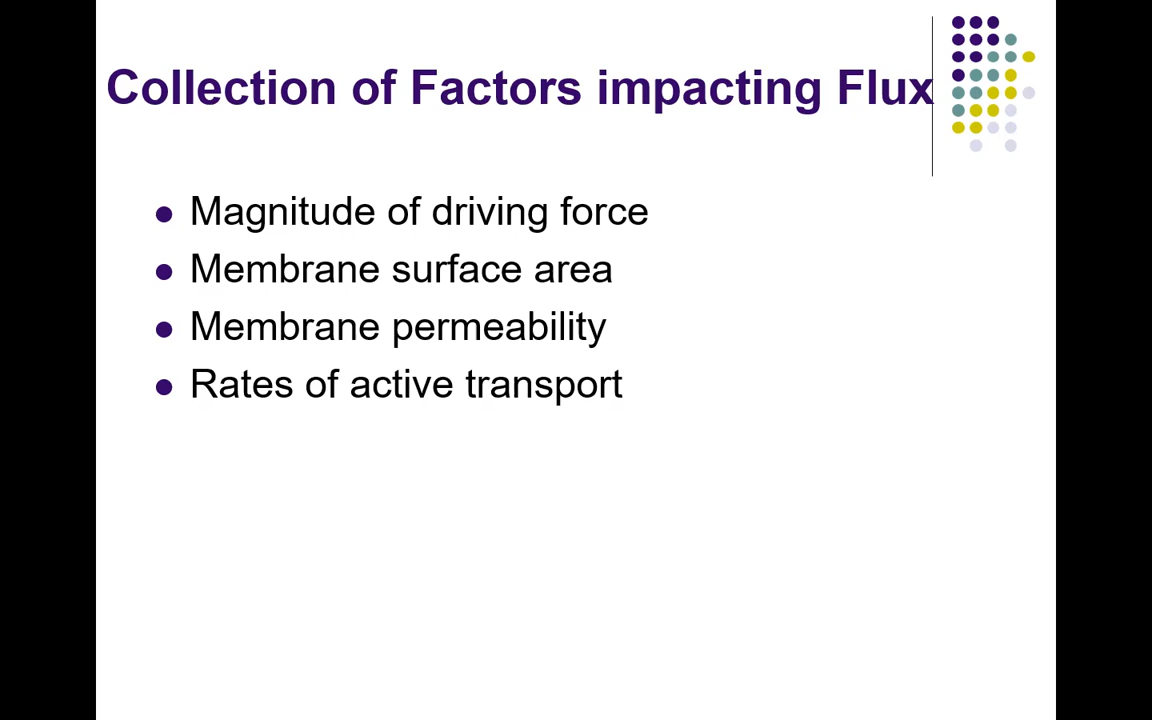 Collection of Factors impacting Flux
Magnitude of driving force
Membrane surface area
Membrane permeability
Rates of active transport